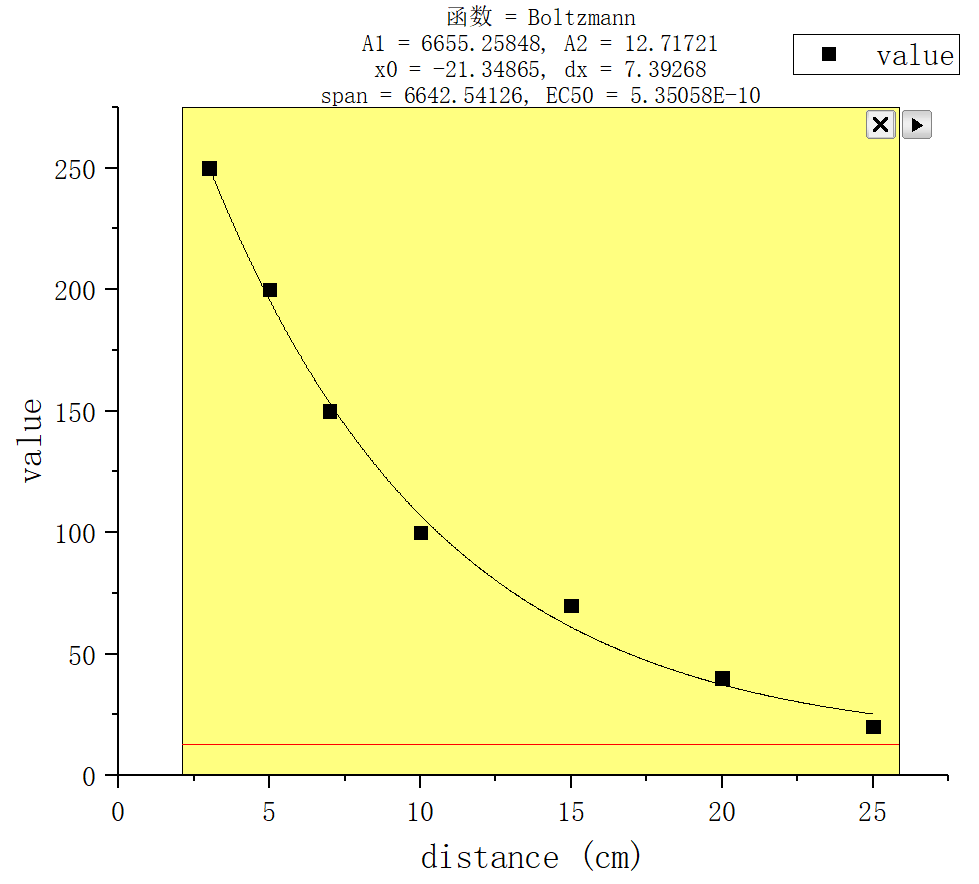 函数 = Boltzmann
A1 = 6655.25848, A2 = 12.71721
x0 = -21.34865, dx = 7.39268
span = 6642.54126, EC50 = 5.35058E-10
value
250
200
150
100
50
0
value
0 5 10 15 20 25
distance (cm)